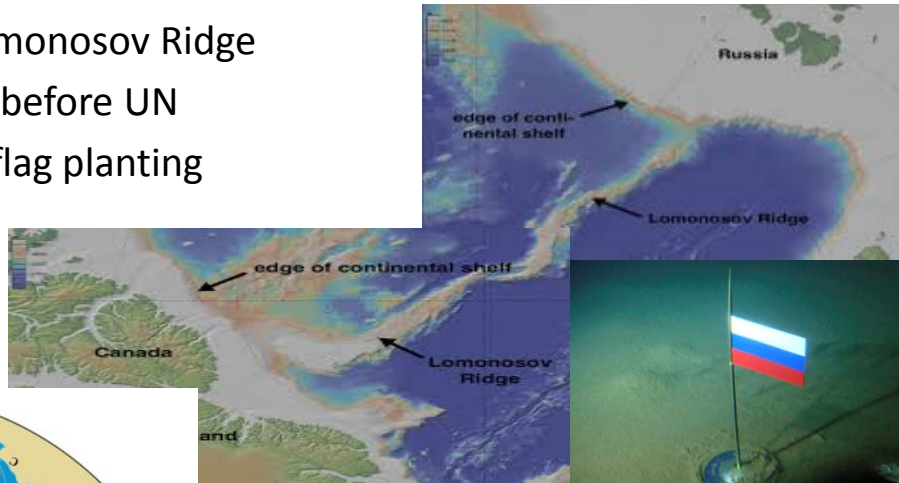 monosov Ridge
before UN
flag planting
Russia
edge of conti-
nental shelf
Lomonosov Ridge
edge of continental shelf
Canada
Lomonosov
Ridge
and